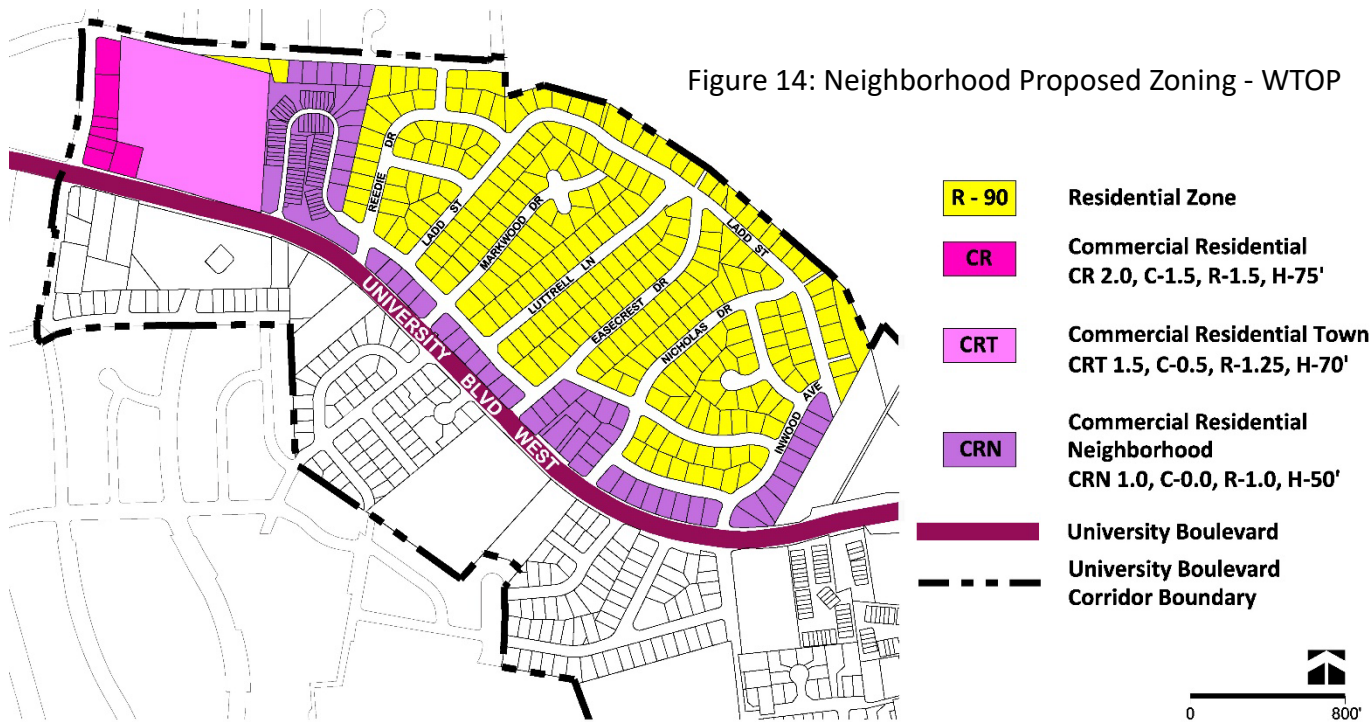 Figure 14: Neighborhood Proposed Zoning - WTOP
R - 90
Residential Zone
CR
Commercial Residential
CR 2.0, C-1.5, R-1.5, H-75'
CRT
Commercial Residential Town
CRT 1.5, C-0.5, R-1.25, H-70'
CRN
Commercial Residential
Neighborhood
CRN 1.0, C-0.0, R-1.0, H-50'
University Boulevard
University Boulevard
Corridor Boundary
0 800'
REEDIE DR
LADD ST
MARKWOOD DR
LUTTRELL LN
EASECREST DR
NICHOLAS DR
LADD ST
INWOOD AVE
UNIVERSITY BLVD WEST